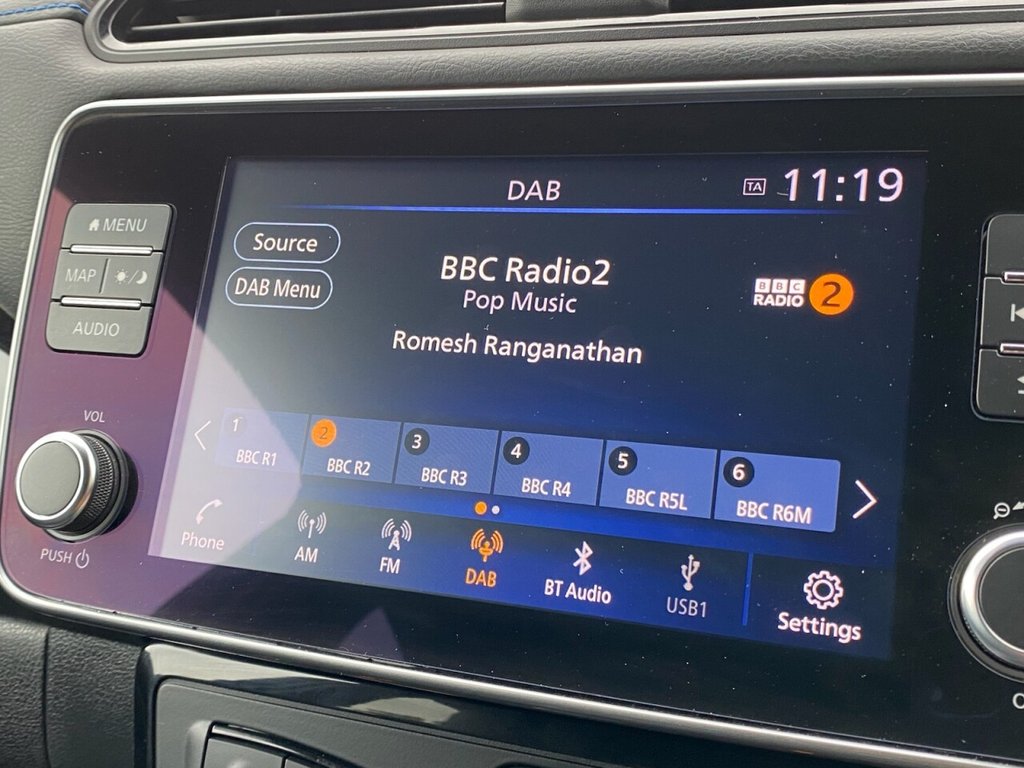 DAB
TA 11:19
MENU
MAP
AUDIO
Source
DAB Menu
BBC Radio2
Pop Music
Romesh Ranganathan
BBC
RADIO 2
VOL
PUSH
1 2 3 4 5 6
BBC R1 BBC R2 BBC R3 BBC R4 BBC R5L BBC R6M
Phone AM FM DAB BT Audio USB1 Settings